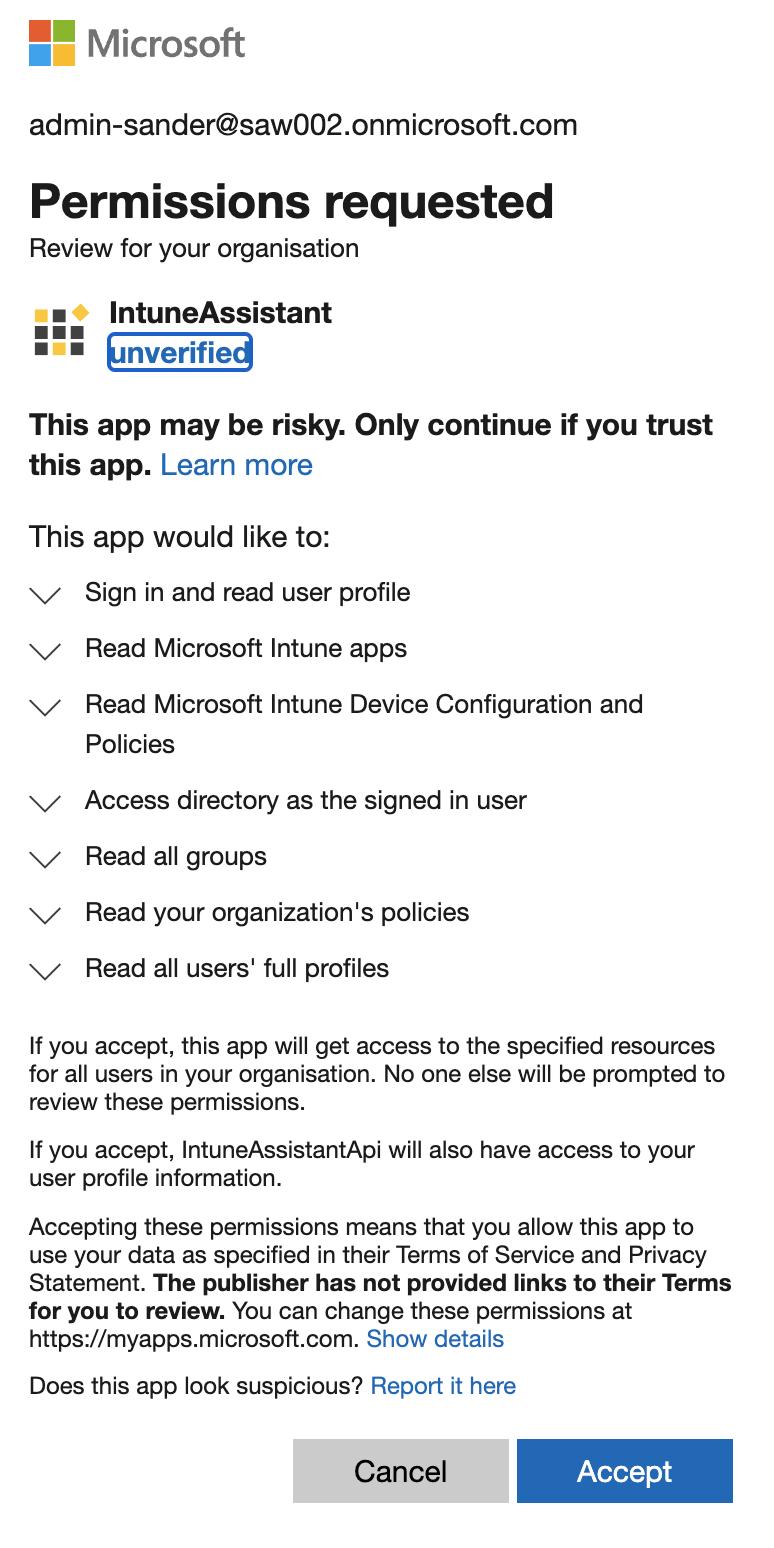 Microsoft
admin-sander@saw002.onmicrosoft.com
Permissions requested
Review for your organisation
IntuneAssistant
unverified
This app may be risky. Only continue if you trust
this app. Learn more
This app would like to:
Sign in and read user profile
Read Microsoft Intune apps
Read Microsoft Intune Device Configuration and
Policies
Access directory as the signed in user
Read all groups
Read your organization's policies
Read all users' full profiles
If you accept, this app will get access to the specified resources
for all users in your organisation. No one else will be prompted to
review these permissions.
If you accept, IntuneAssistantApi will also have access to your
user profile information.
Accepting these permissions means that you allow this app to
use your data as specified in their Terms of Service and Privacy
Statement. The publisher has not provided links to their Terms
for you to review. You can change these permissions at
https://myapps.microsoft.com. Show details
Does this app look suspicious? Report it here
Cancel
Accept